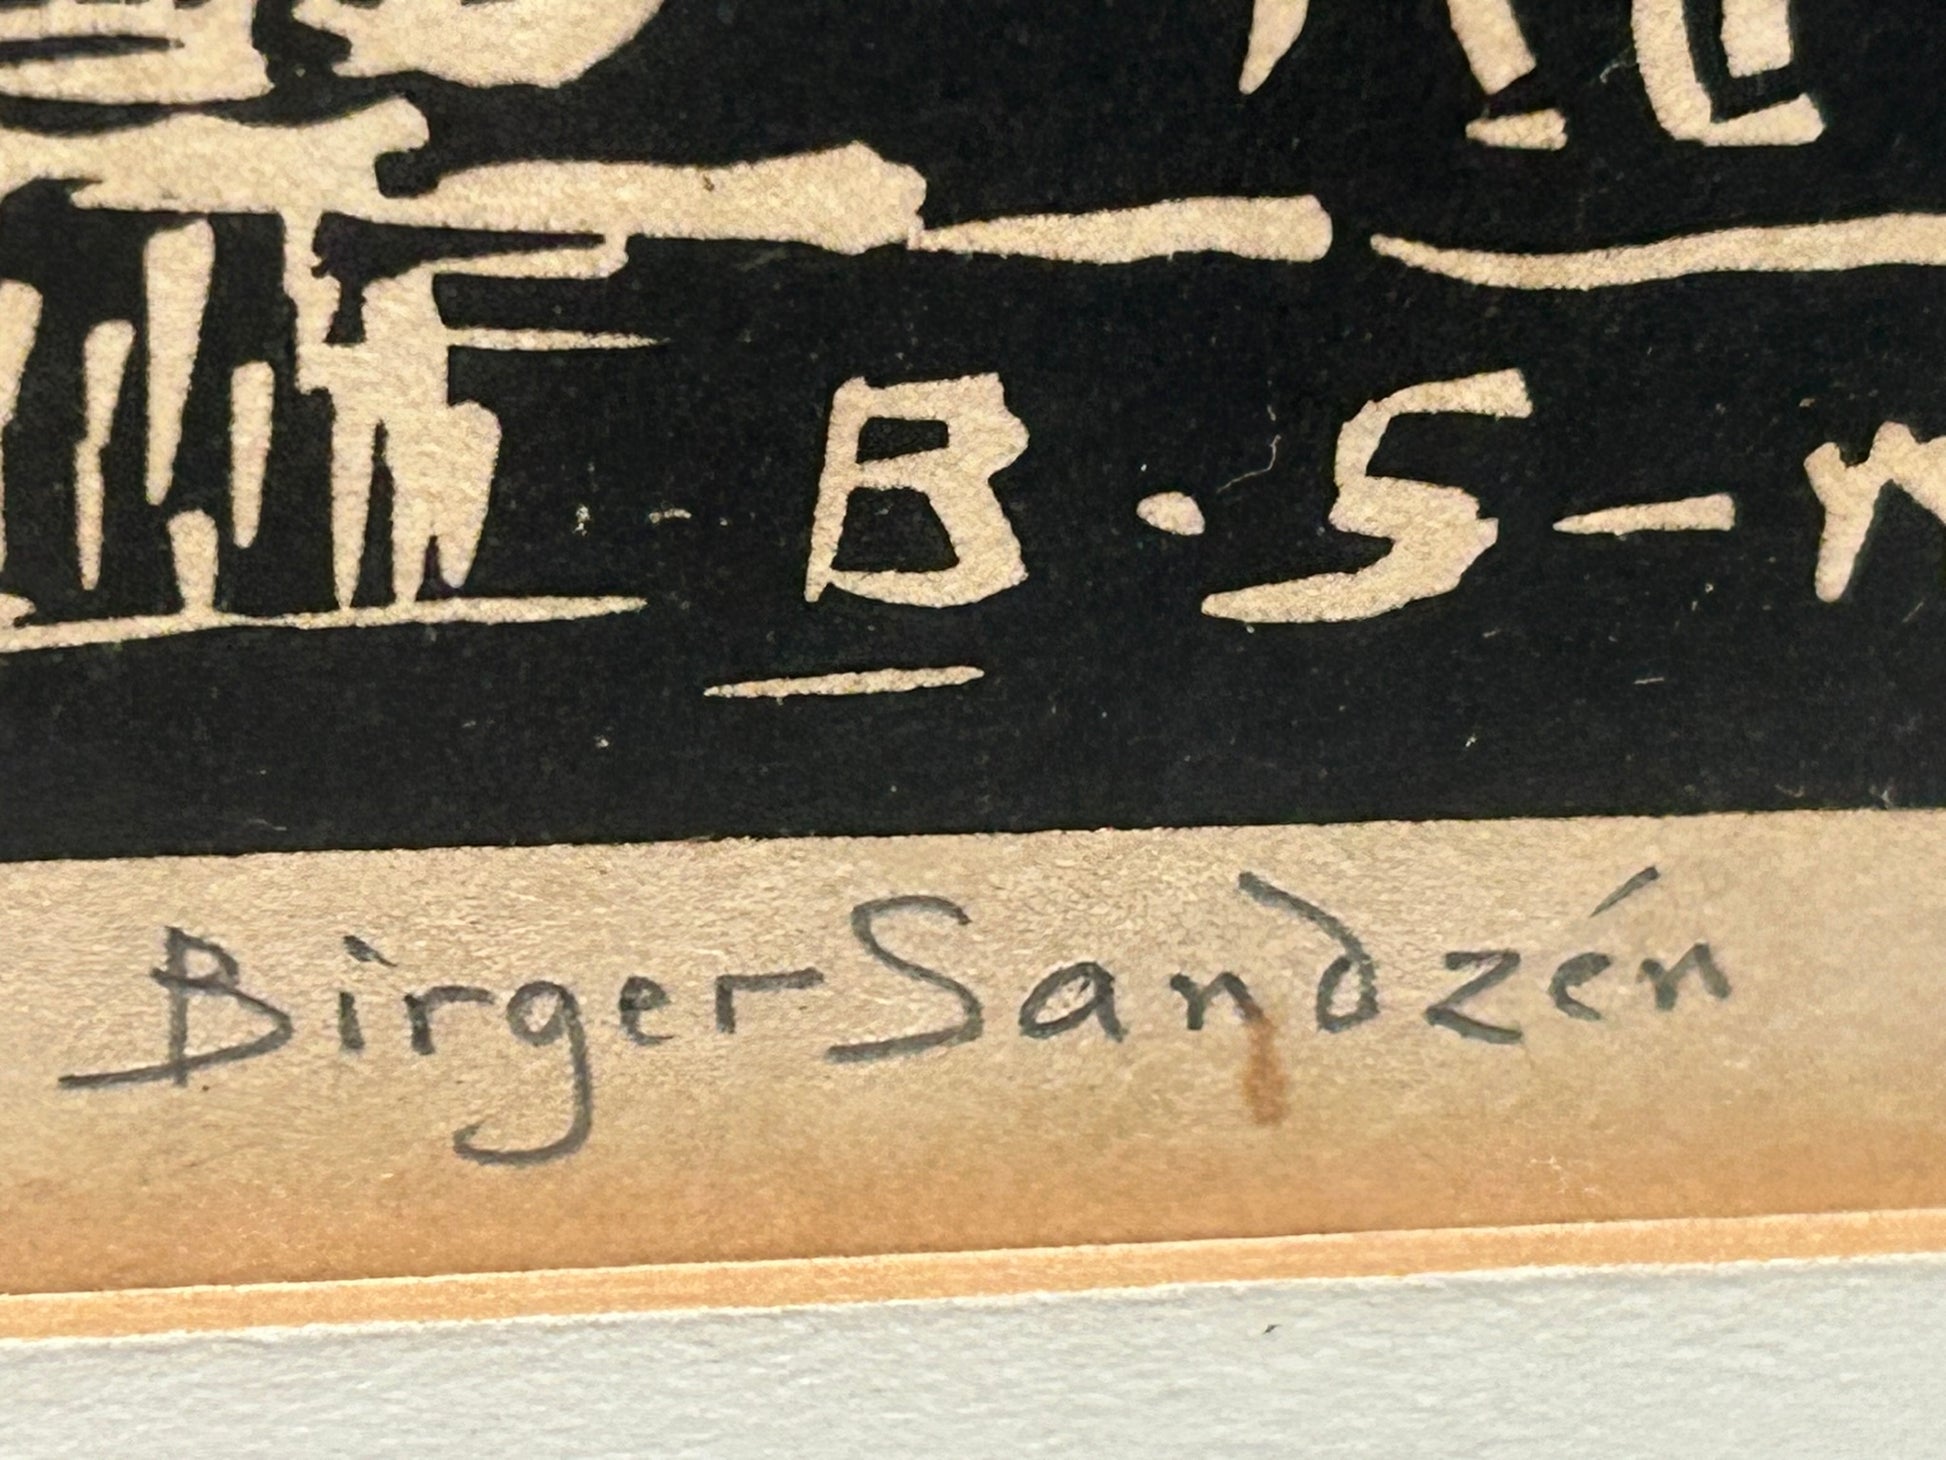 B · S - n
Birger Sandzén